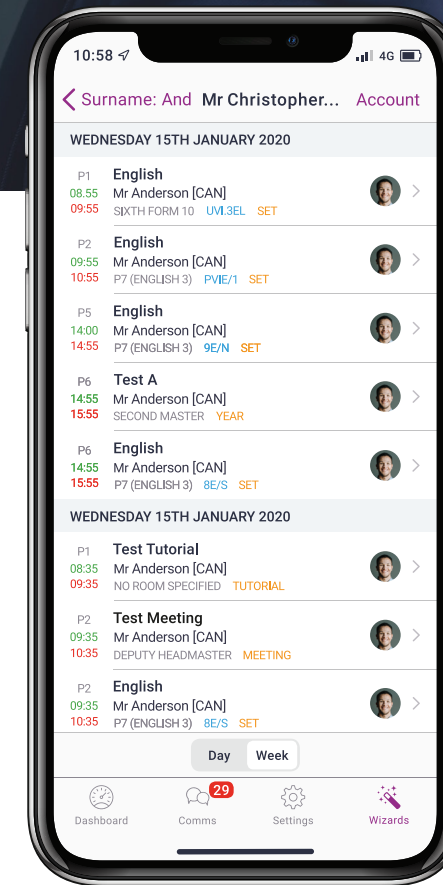 10:58 4G
Surname: And Mr Christopher... Account
WEDNESDAY 15TH JANUARY 2020
P1 English
08.55 Mr Anderson [CAN]
09:55 SIXTH FORM 10 UVI.3EL SET
P2 English
09:55 Mr Anderson [CAN]
10:55 P7 (ENGLISH 3) PVIE/1 SET
P5 English
14:00 Mr Anderson [CAN]
14:55 P7 (ENGLISH 3) 9E/N SET
P6 Test A
14:55 Mr Anderson [CAN]
15:55 SECOND MASTER YEAR
P6 English
14:55 Mr Anderson [CAN]
15:55 P7 (ENGLISH 3) 8E/S SET
WEDNESDAY 15TH JANUARY 2020
P1 Test Tutorial
08:35 Mr Anderson [CAN]
09:35 NO ROOM SPECIFIED TUTORIAL
P2 Test Meeting
09:35 Mr Anderson [CAN]
10:35 DEPUTY HEADMASTER MEETING
P2 English
09:35 Mr Anderson [CAN]
10:35 P7 (ENGLISH 3) 8E/S SET
Day Week
29
Dashboard Comms Settings Wizards